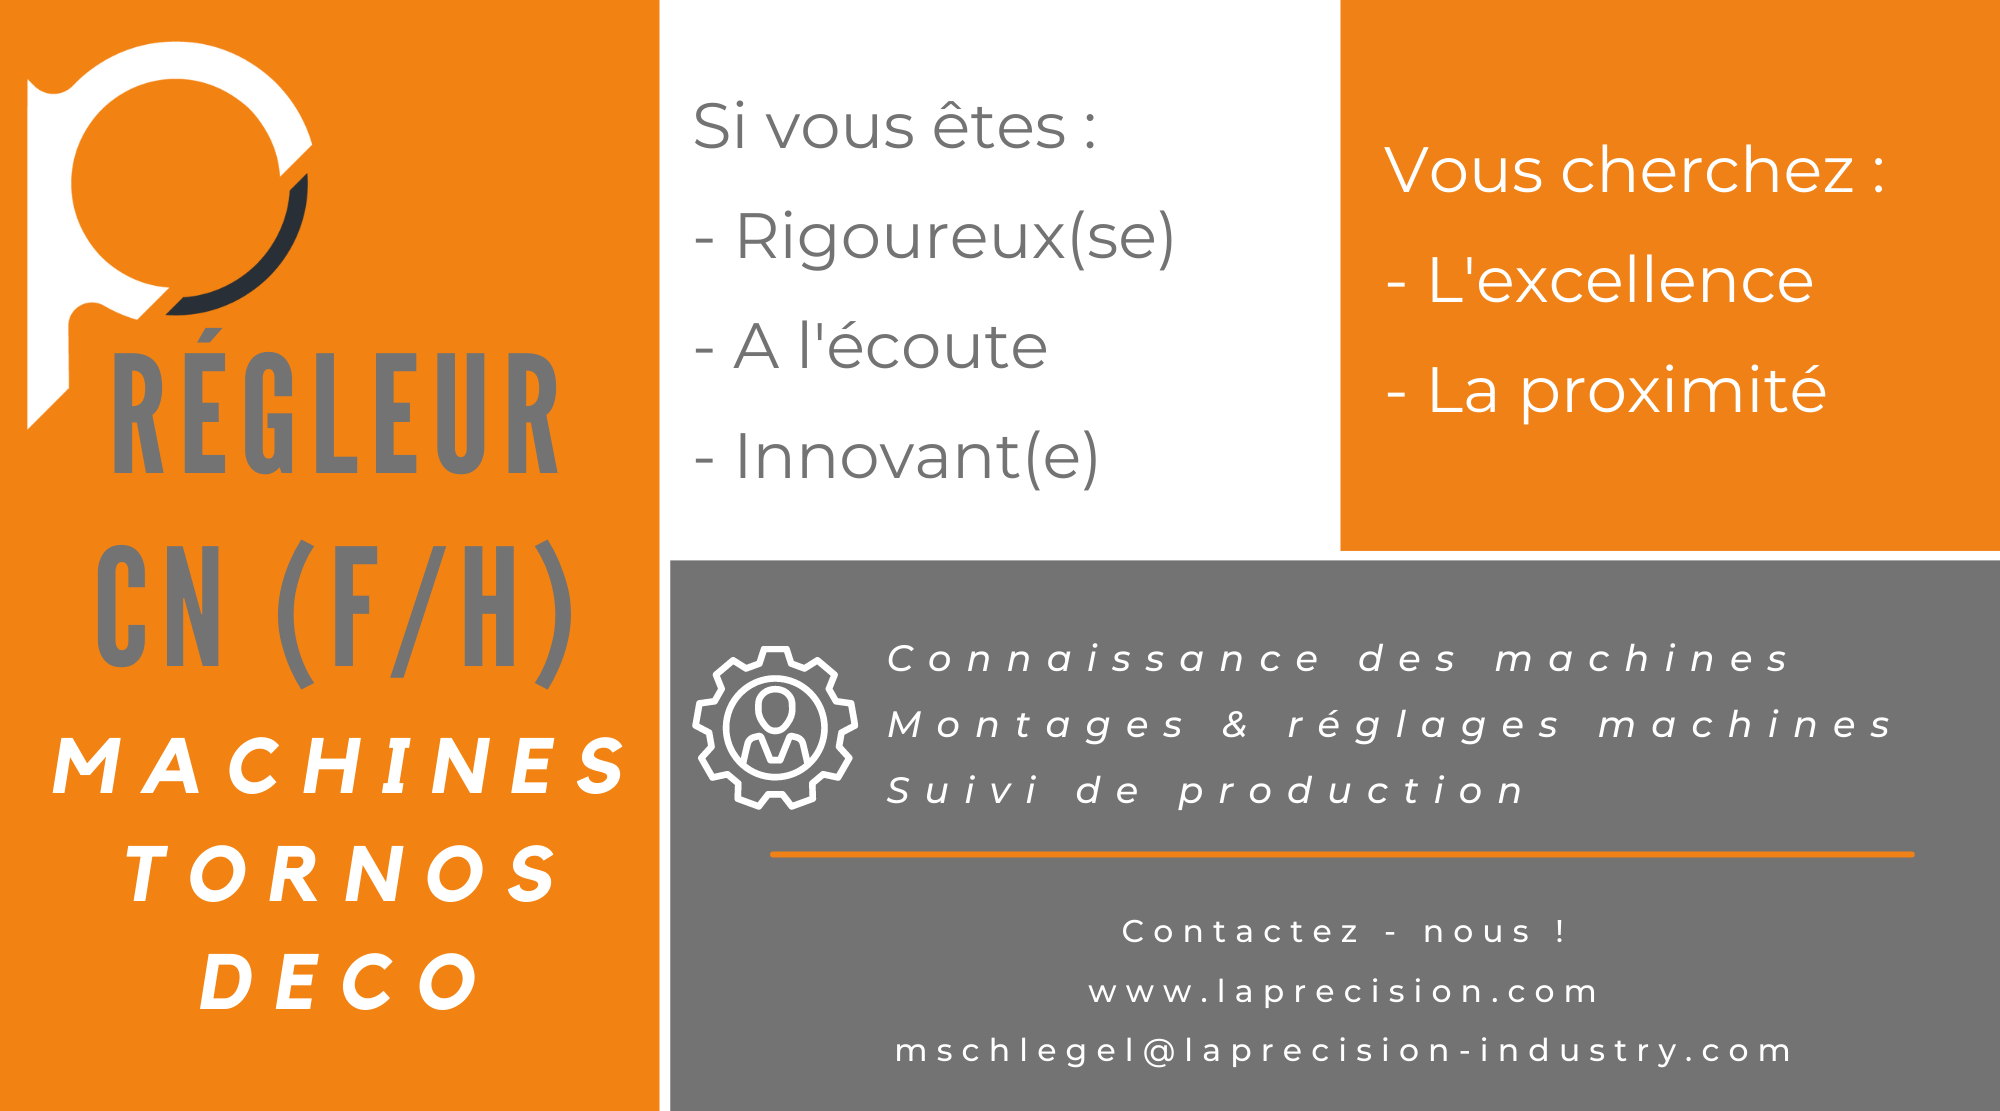 RÉGLEUR
CN (F/H)
MACHINES
TORNOS
DECO
Si vous êtes :
- Rigoureux(se)
- A l'écoute
- Innovant(e)
Vous cherchez :
- L'excellence
- La proximité
Connaissance des machines
Montages & réglages machines
Suivi de production
Contactez - nous !
www.laprecision.com
mschlegel@laprecision-industry.com